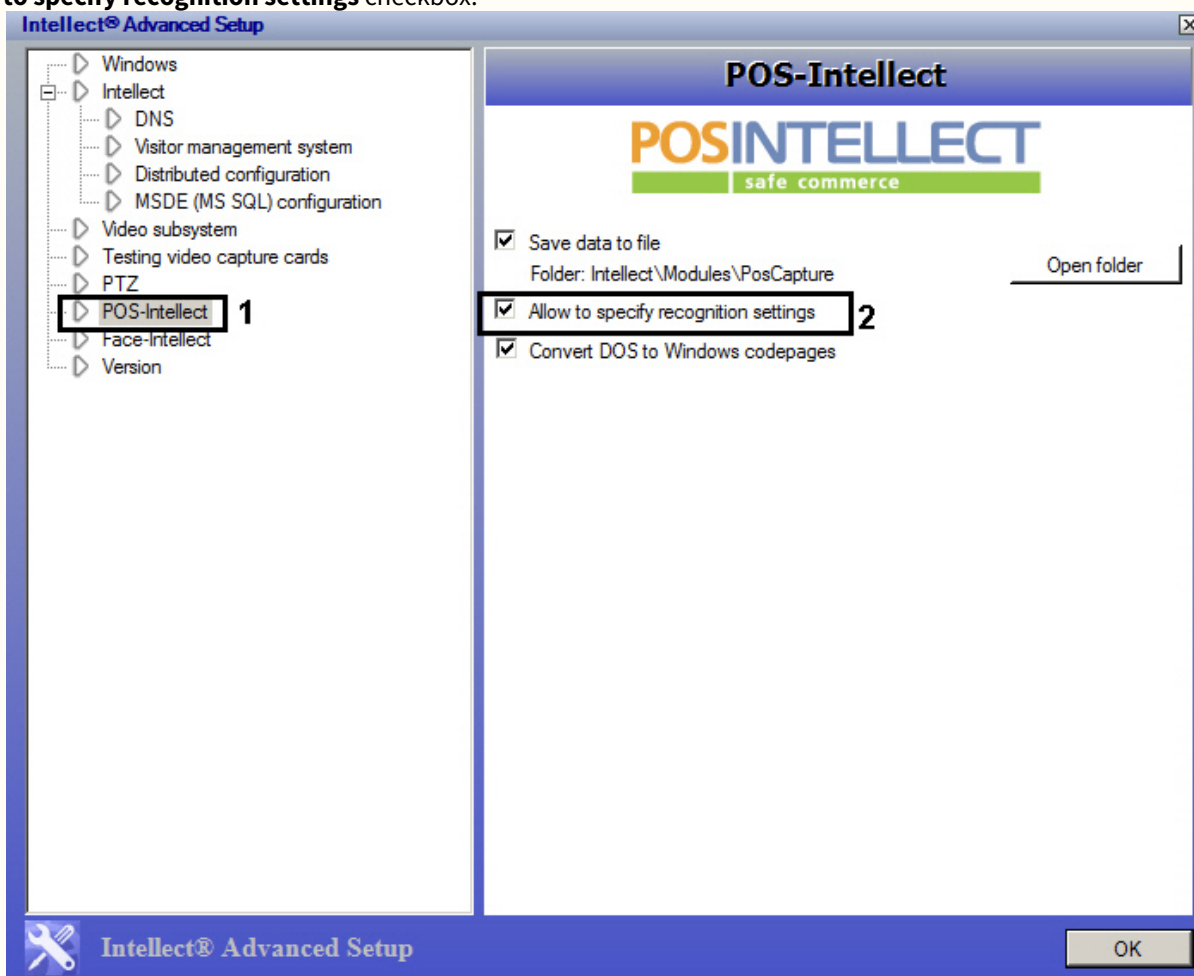 to specify recognition settings checkbox.
Intellect® Advanced Setup
Windows
Intellect
DNS
Visitor management system
Distributed configuration
MSDE (MS SQL) configuration
Video subsystem
Testing video capture cards
PTZ
POS-Intellect 1
Face-Intellect
Version
POS-Intellect
POSINTELLECT
safe commerce
Save data to file
Folder: Intellect\Modules\PosCapture
Open folder
Allow to specify recognition settings 2
Convert DOS to Windows codepages
Intellect® Advanced Setup
OK